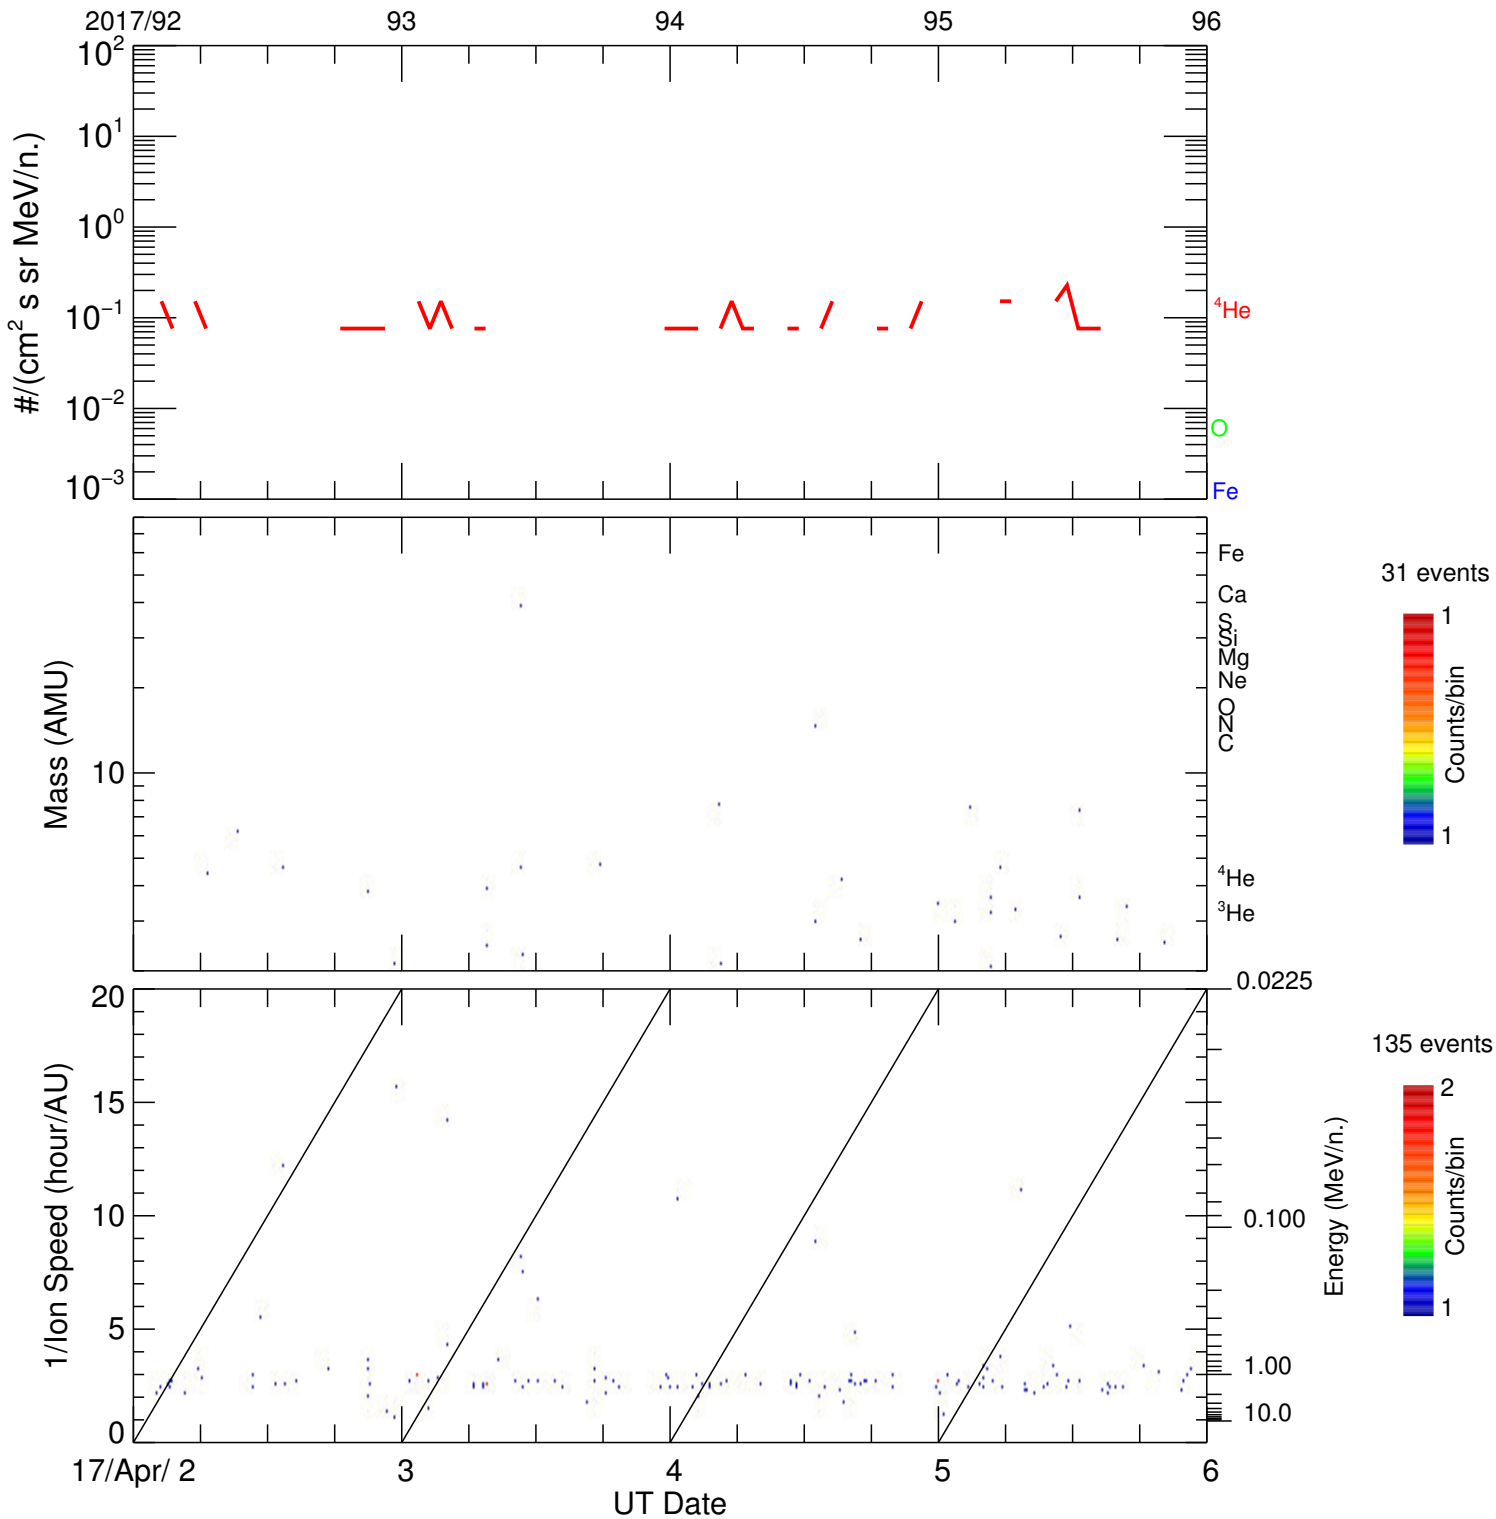 2017/92 93 94 95 96
10^2
10^1
10^0
10^-1
10^-2
10^-3
#/(cm^2 s sr MeV/n.)
^4He
O
Fe
Mass (AMU)
10
Fe
Ca
S
Si
Mg
Ne
O
N
C
^4He
^3He
31 events
1
Counts/bin
1
1/Ion Speed (hour/AU)
20
15
10
5
0
0.0225
0.100
1.00
10.0
Energy (MeV/n.)
135 events
2
Counts/bin
1
17/Apr/ 2 3 4 5 6
UT Date